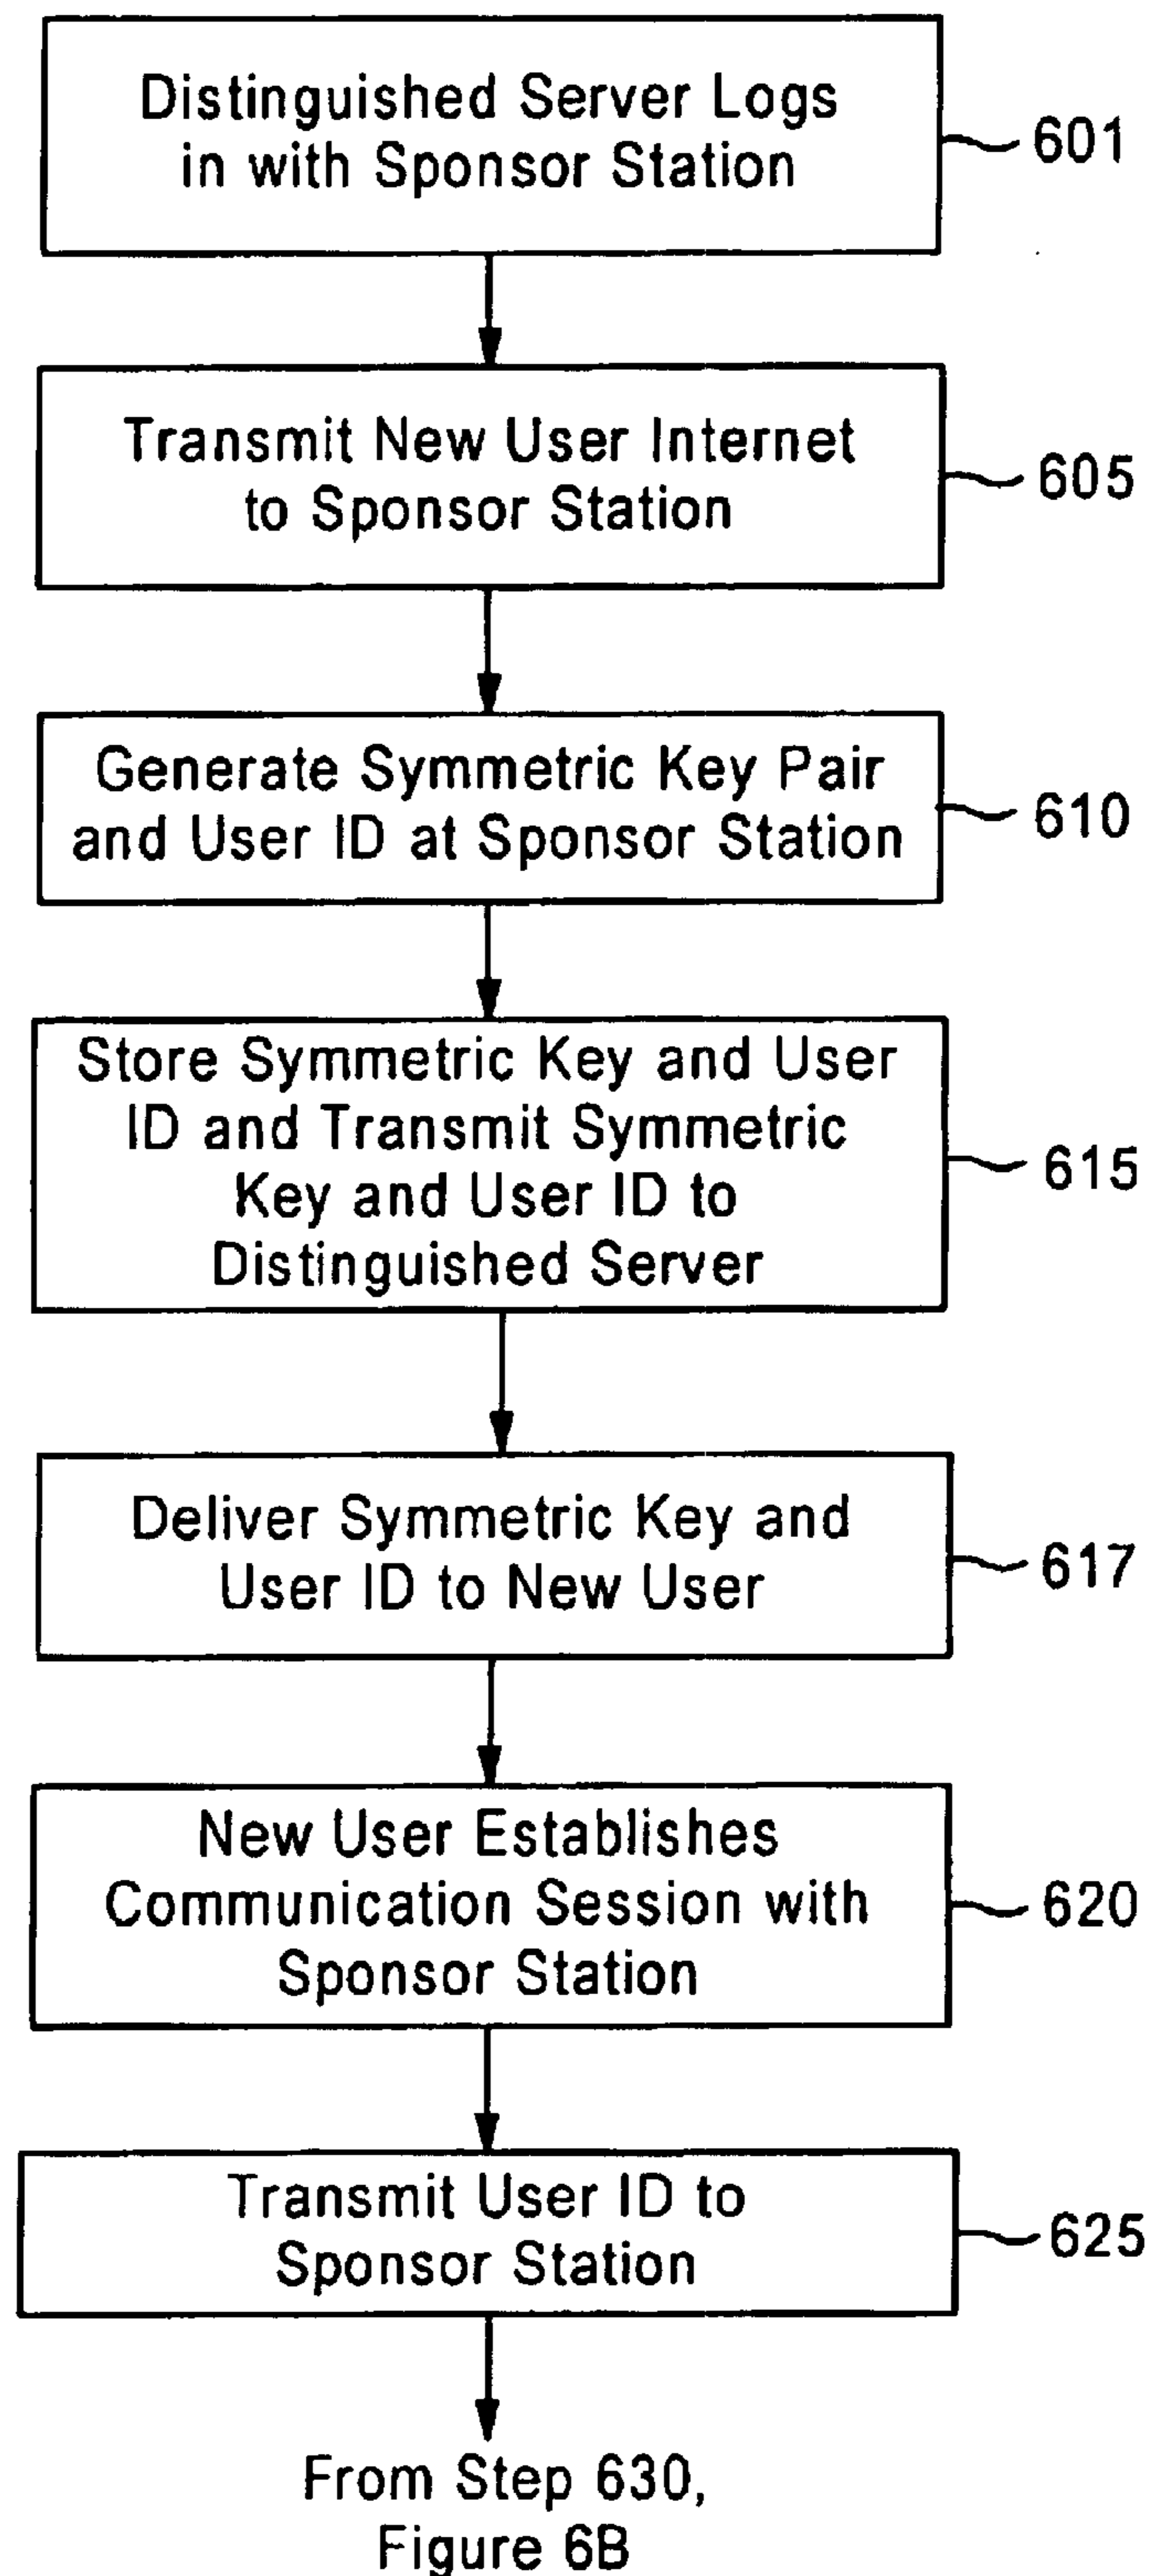 Distinguished Server Logs
in with Sponsor Station
601
Transmit New User Internet
to Sponsor Station
605
Generate Symmetric Key Pair
and User ID at Sponsor Station
610
Store Symmetric Key and User
ID and Transmit Symmetric
Key and User ID to
Distinguished Server
615
Deliver Symmetric Key and
User ID to New User
617
New User Establishes
Communication Session with
Sponsor Station
620
Transmit User ID to
Sponsor Station
625
From Step 630,
Figure 6B